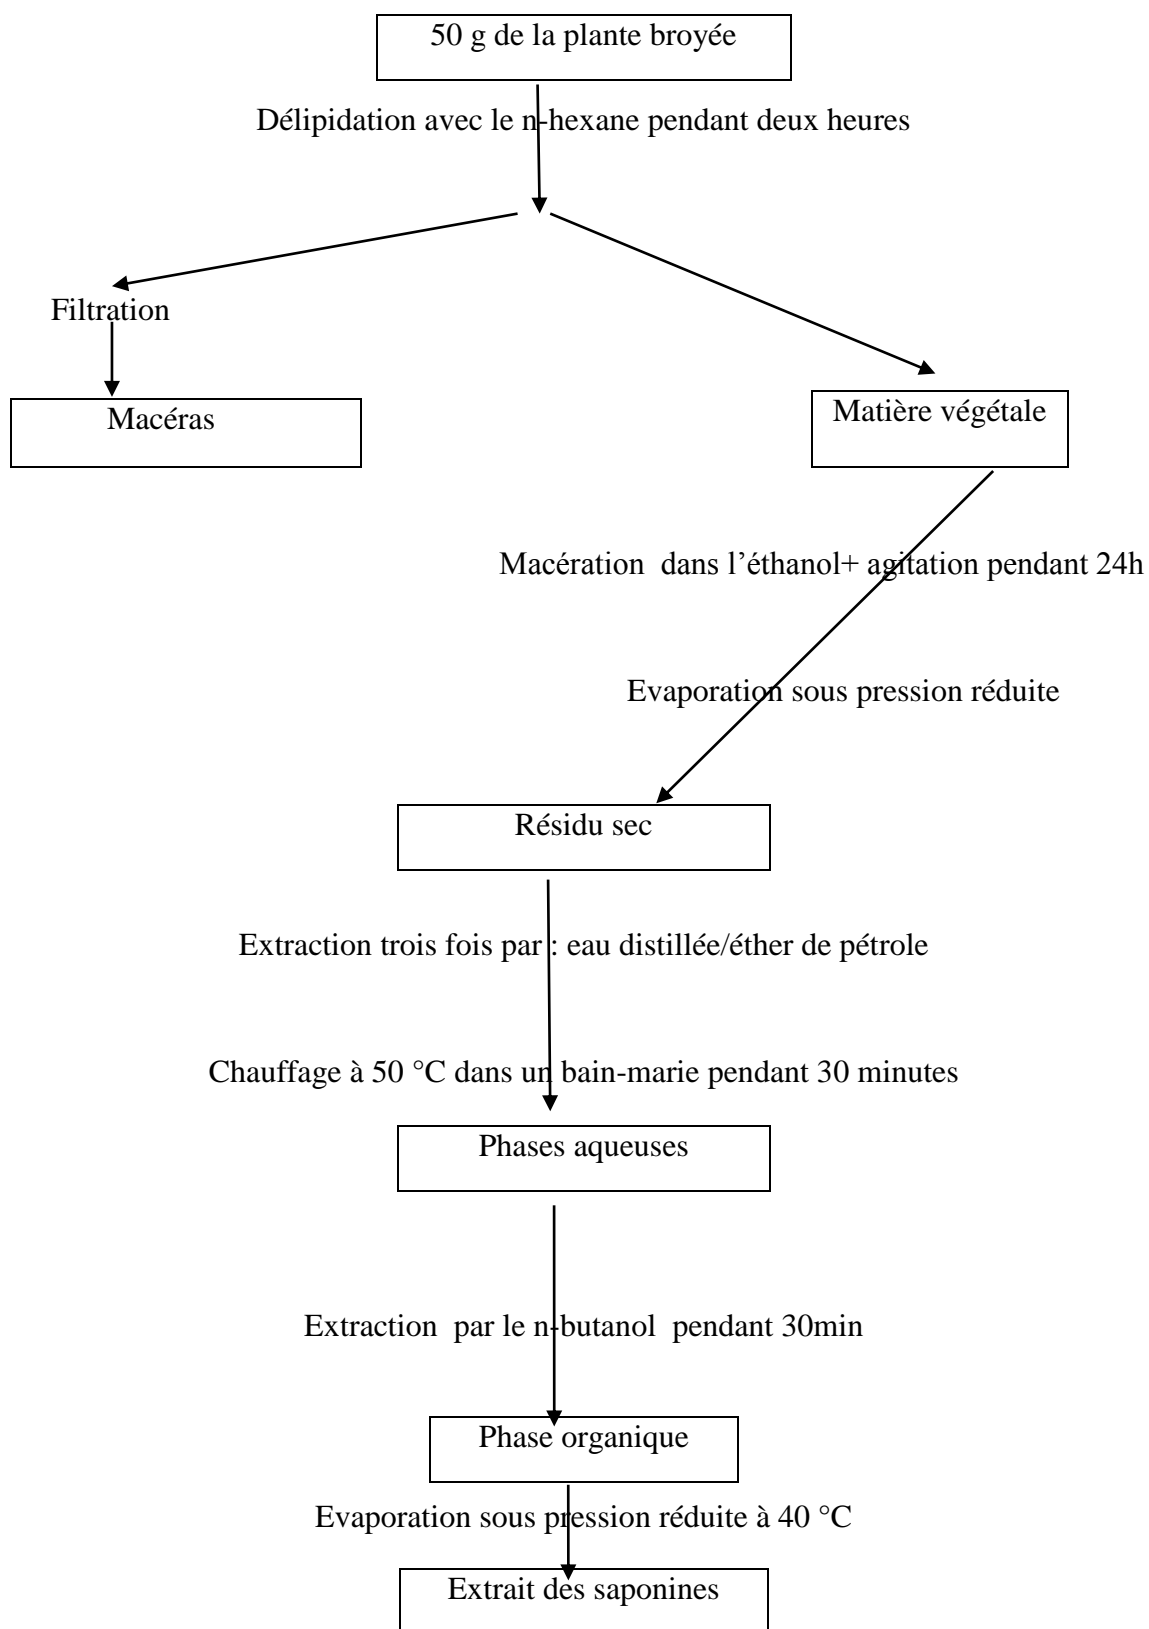 50 g de la plante broyée
Délipidation avec le n-hexane pendant deux heures
Filtration
Macéras
Matière végétale
Macération  dans l’éthanol+ agitation pendant 24h
Evaporation sous pression réduite
Résidu sec
Extraction trois fois par : eau distillée/éther de pétrole
Chauffage à 50 °C dans un bain-marie pendant 30 minutes
Phases aqueuses
Extraction  par le n-butanol  pendant 30min
Phase organique
Evaporation sous pression réduite à 40 °C
Extrait des saponines